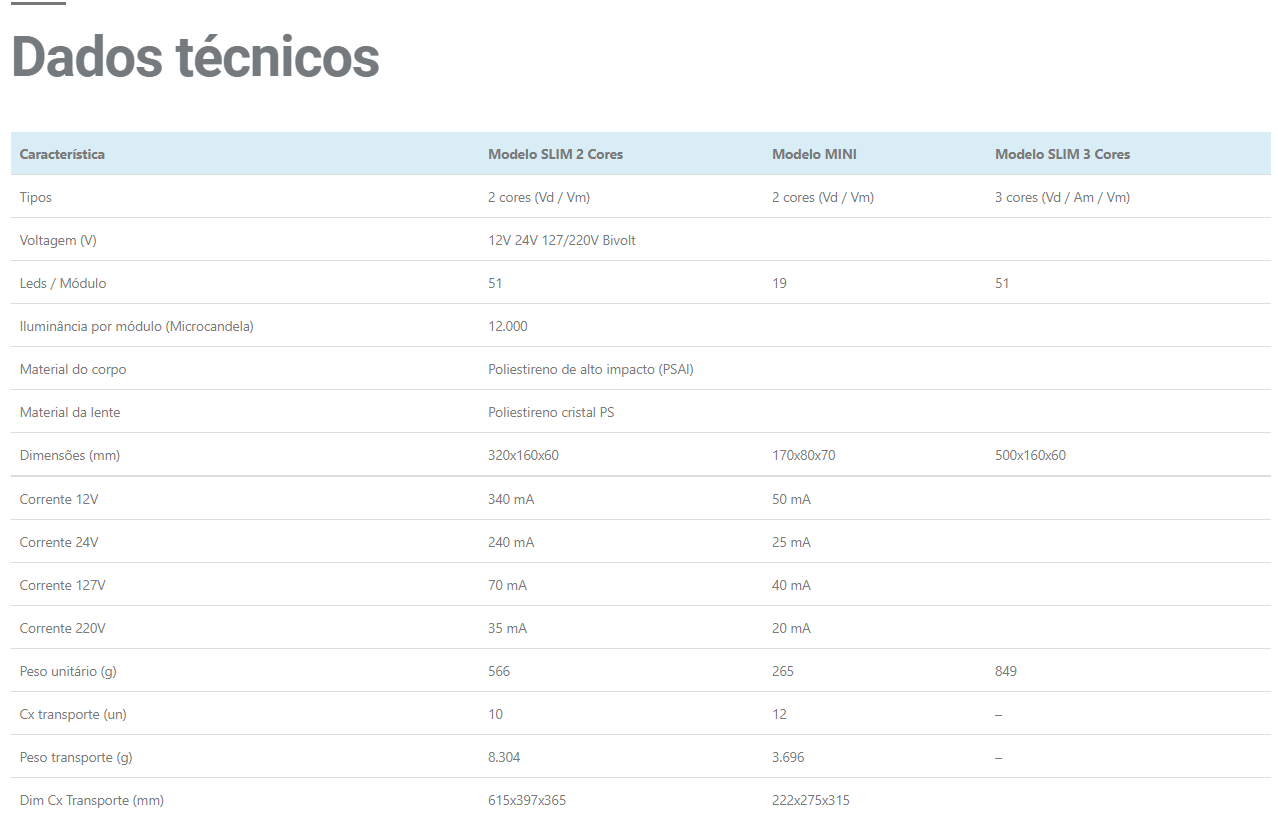 Dados técnicos
Característica Modelo SLIM 2 Cores Modelo MINI Modelo SLIM 3 Cores
Tipos 2 cores (Vd / Vm) 2 cores (Vd / Vm) 3 cores (Vd / Am / Vm)
Voltagem (V) 12V 24V 127/220V Bivolt
Leds / Módulo 51 19 51
Iluminância por módulo (Microcandela) 12.000
Material do corpo Poliestireno de alto impacto (PSAI)
Material da lente Poliestireno cristal PS
Dimensões (mm) 320x160x60 170x80x70 500x160x60
Corrente 12V 340 mA 50 mA
Corrente 24V 240 mA 25 mA
Corrente 127V 70 mA 40 mA
Corrente 220V 35 mA 20 mA
Peso unitário (g) 566 265 849
Cx transporte (un) 10 12 –
Peso transporte (g) 8.304 3.696 –
Dim Cx Transporte (mm) 615x397x365 222x275x315